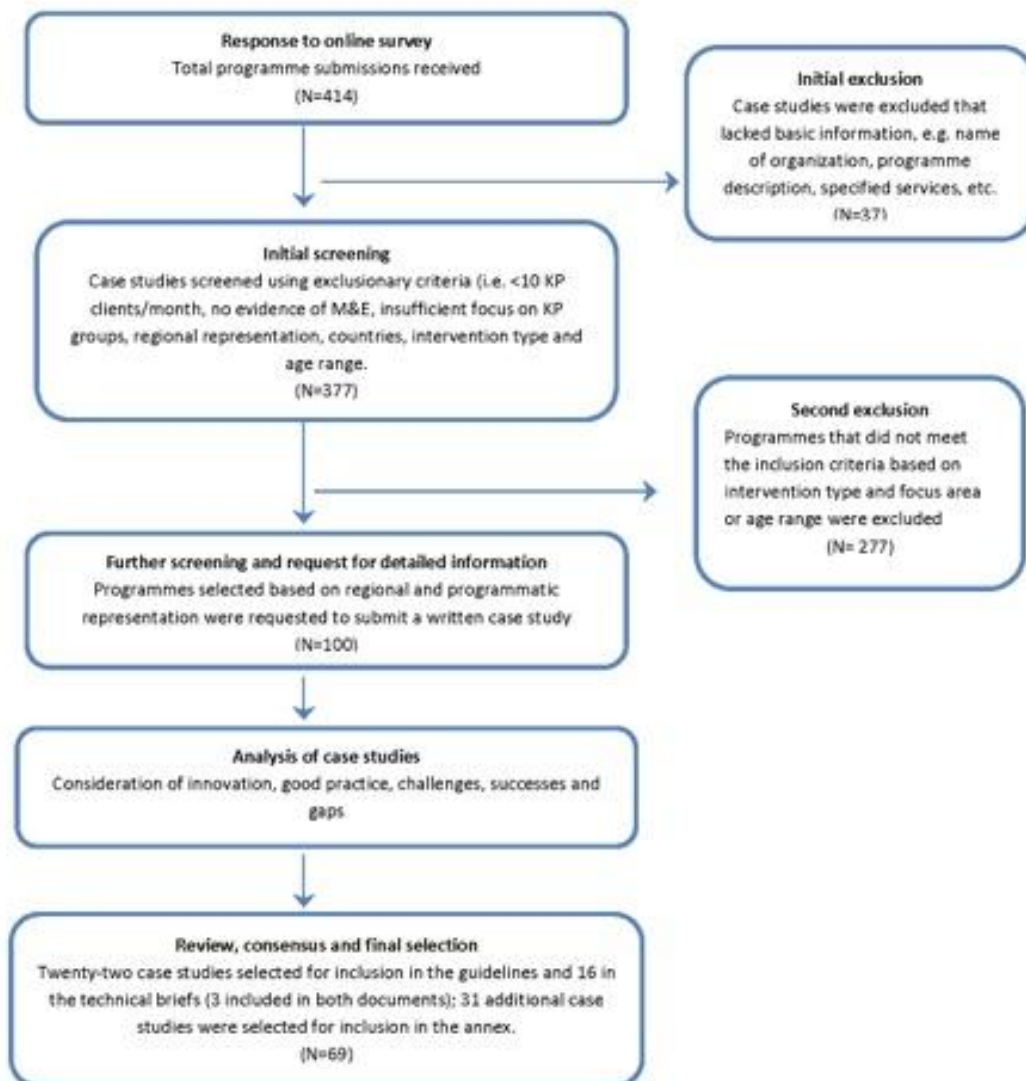 Response to online survey
Total programme submissions received
(N=414)
Initial exclusion
Case studies were excluded that
lacked basic information, e.g. name
of organization, programme
description, specified services, etc.
(N=37)
Initial screening
Case studies screened using exclusionary criteria (i.e. <10 KP
clients/month, no evidence of M&E, insufficient focus on KP
groups, regional representation, countries, intervention type and
age range.
(N=377)
Second exclusion
Programmes that did not meet
the inclusion criteria based on
intervention type and focus area
or age range were excluded
(N= 277)
Further screening and request for detailed information
Programmes selected based on regional and programmatic
representation were requested to submit a written case study
(N=100)
Analysis of case studies
Consideration of innovation, good practice, challenges, successes and
gaps
Review, consensus and final selection
Twenty-two case studies selected for inclusion in the guidelines and 16 in
the technical briefs (3 included in both documents); 31 additional case
studies were selected for inclusion in the annex.
(N=69)